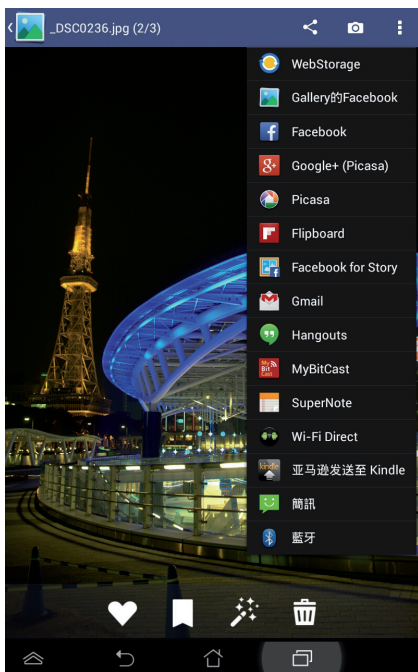 _DSC0236.jpg (2/3)
WebStorage
Gallery的Facebook
Facebook
Google+ (Picasa)
Picasa
Flipboard
Facebook for Story
Gmail
Hangouts
MyBitCast
SuperNote
Wi-Fi Direct
亚马逊发送至 Kindle
簡訊
藍牙